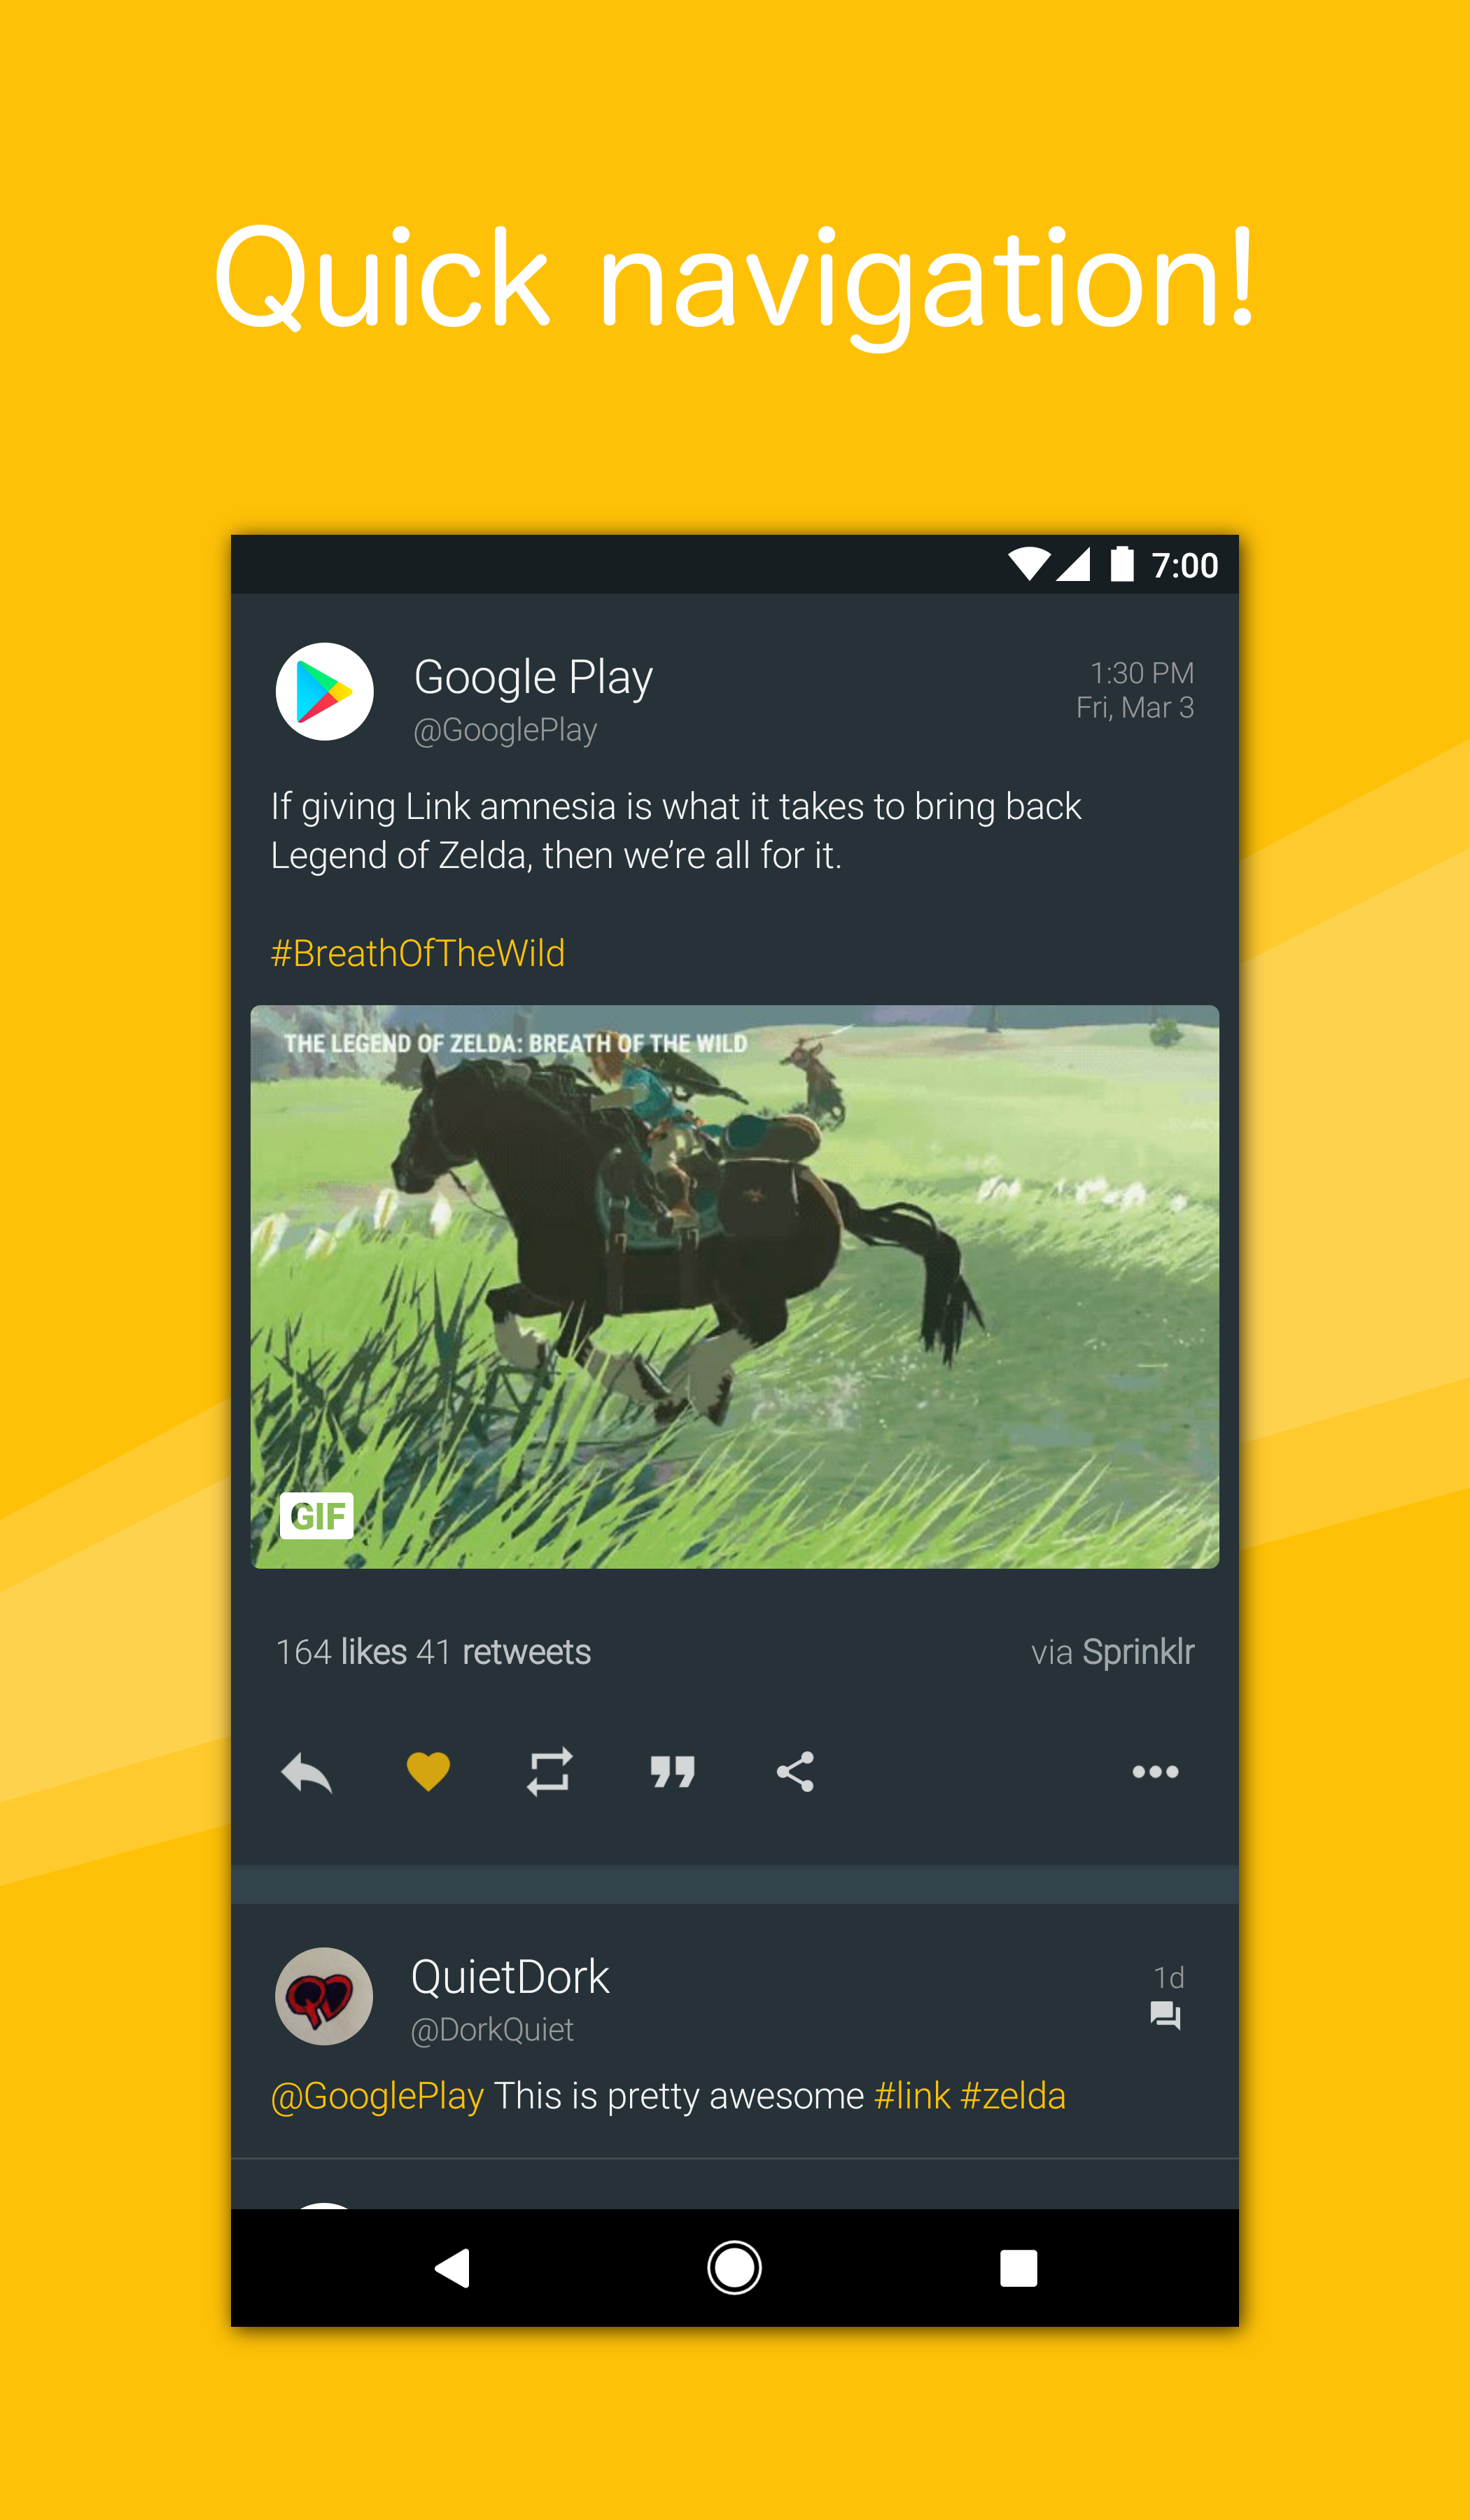 Quick navigation!
7:00
Google Play
1:30 PM
@GooglePlay
Fri, Mar 3
If giving Link amnesia is what it takes to bring back
Legend of Zelda, then we’re all for it.
#BreathOfTheWild
THE LEGEND OF ZELDA: BREATH OF THE WILD
GIF
164 likes 41 retweets
via Sprinklr
QuietDork
1d
@DorkQuiet
@GooglePlay This is pretty awesome #link #zelda